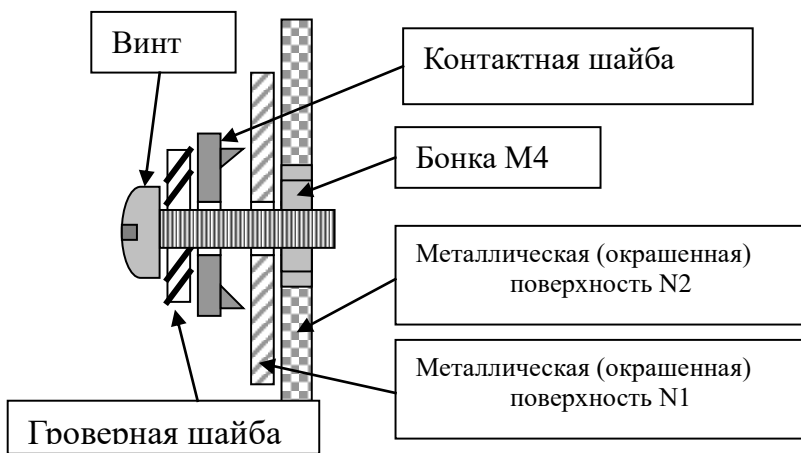 Винт
Контактная шайба
Бонка М4
Металлическая (окрашенная)
поверхность N2
Металлическая (окрашенная)
поверхность N1
Гроверная шайба